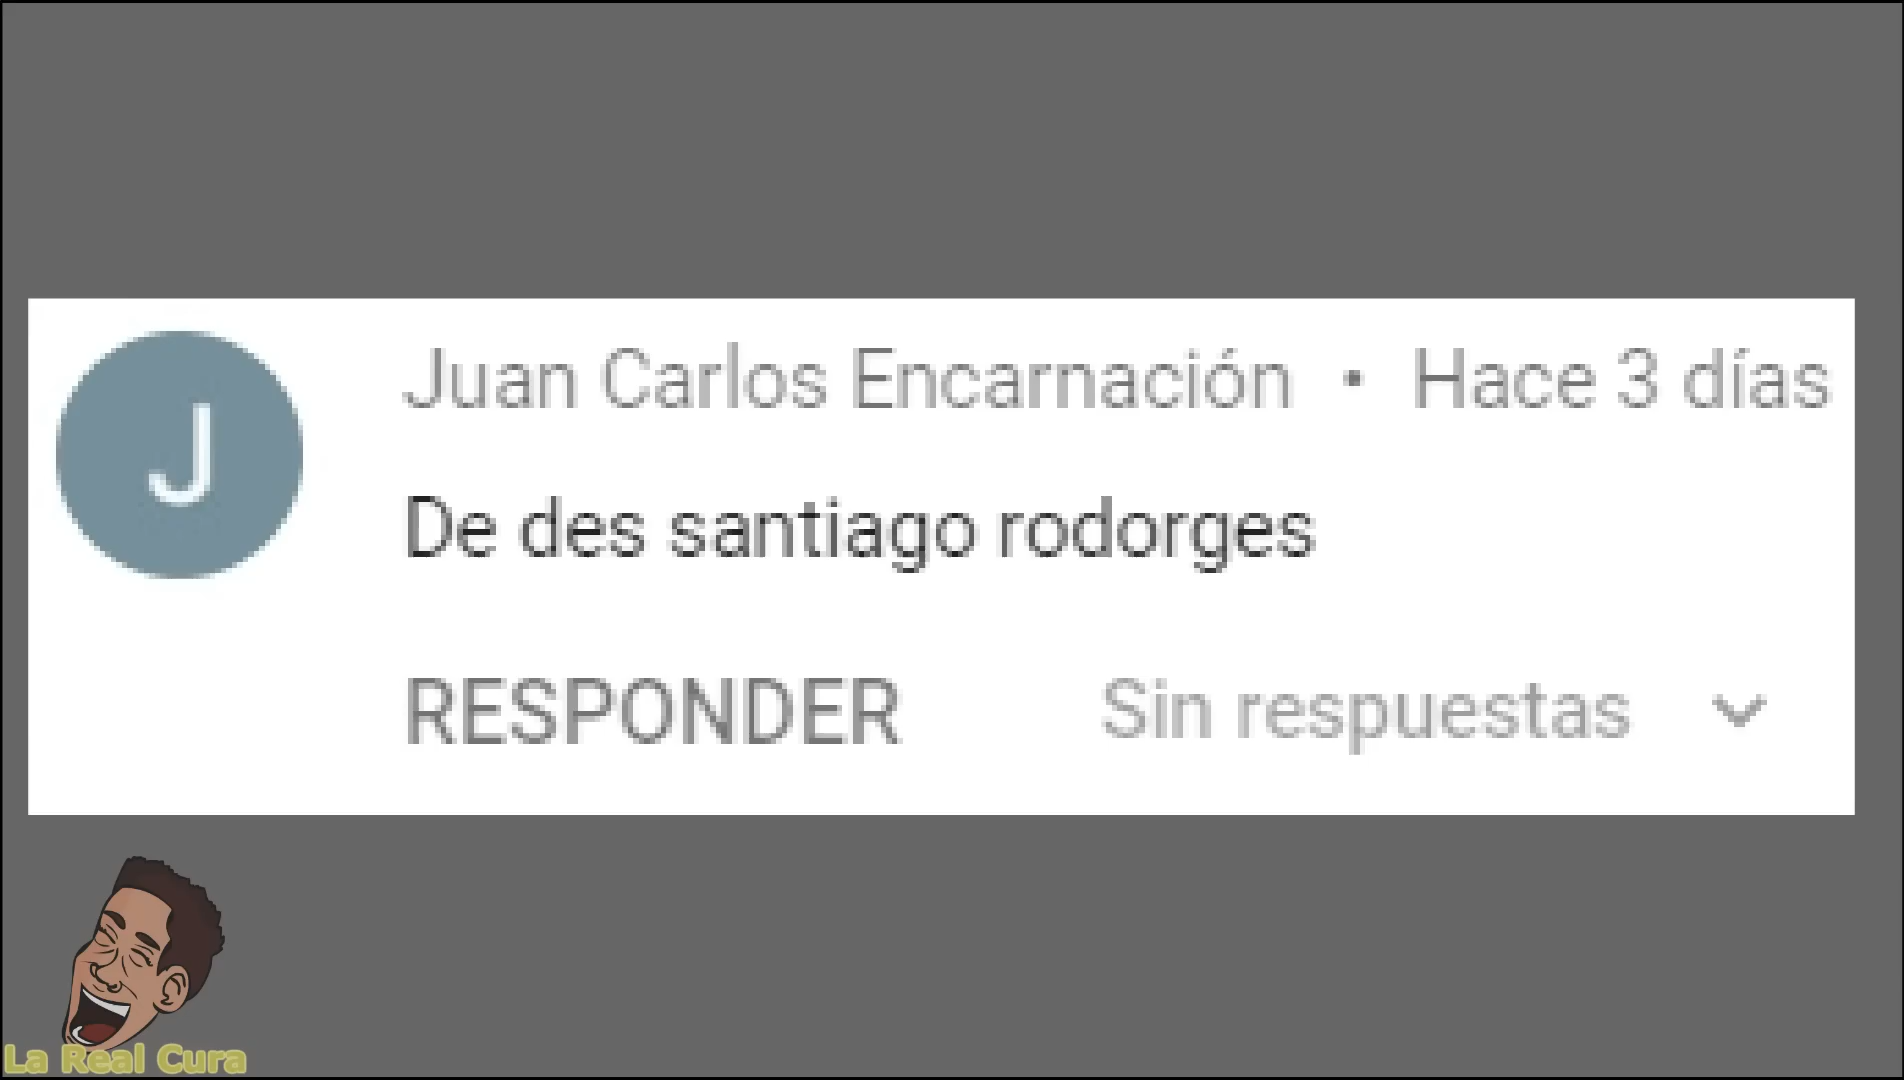 J
Juan Carlos Encarnación • Hace 3 días
De des santiago rodorges
RESPONDER Sin respuestas
La Real Cura